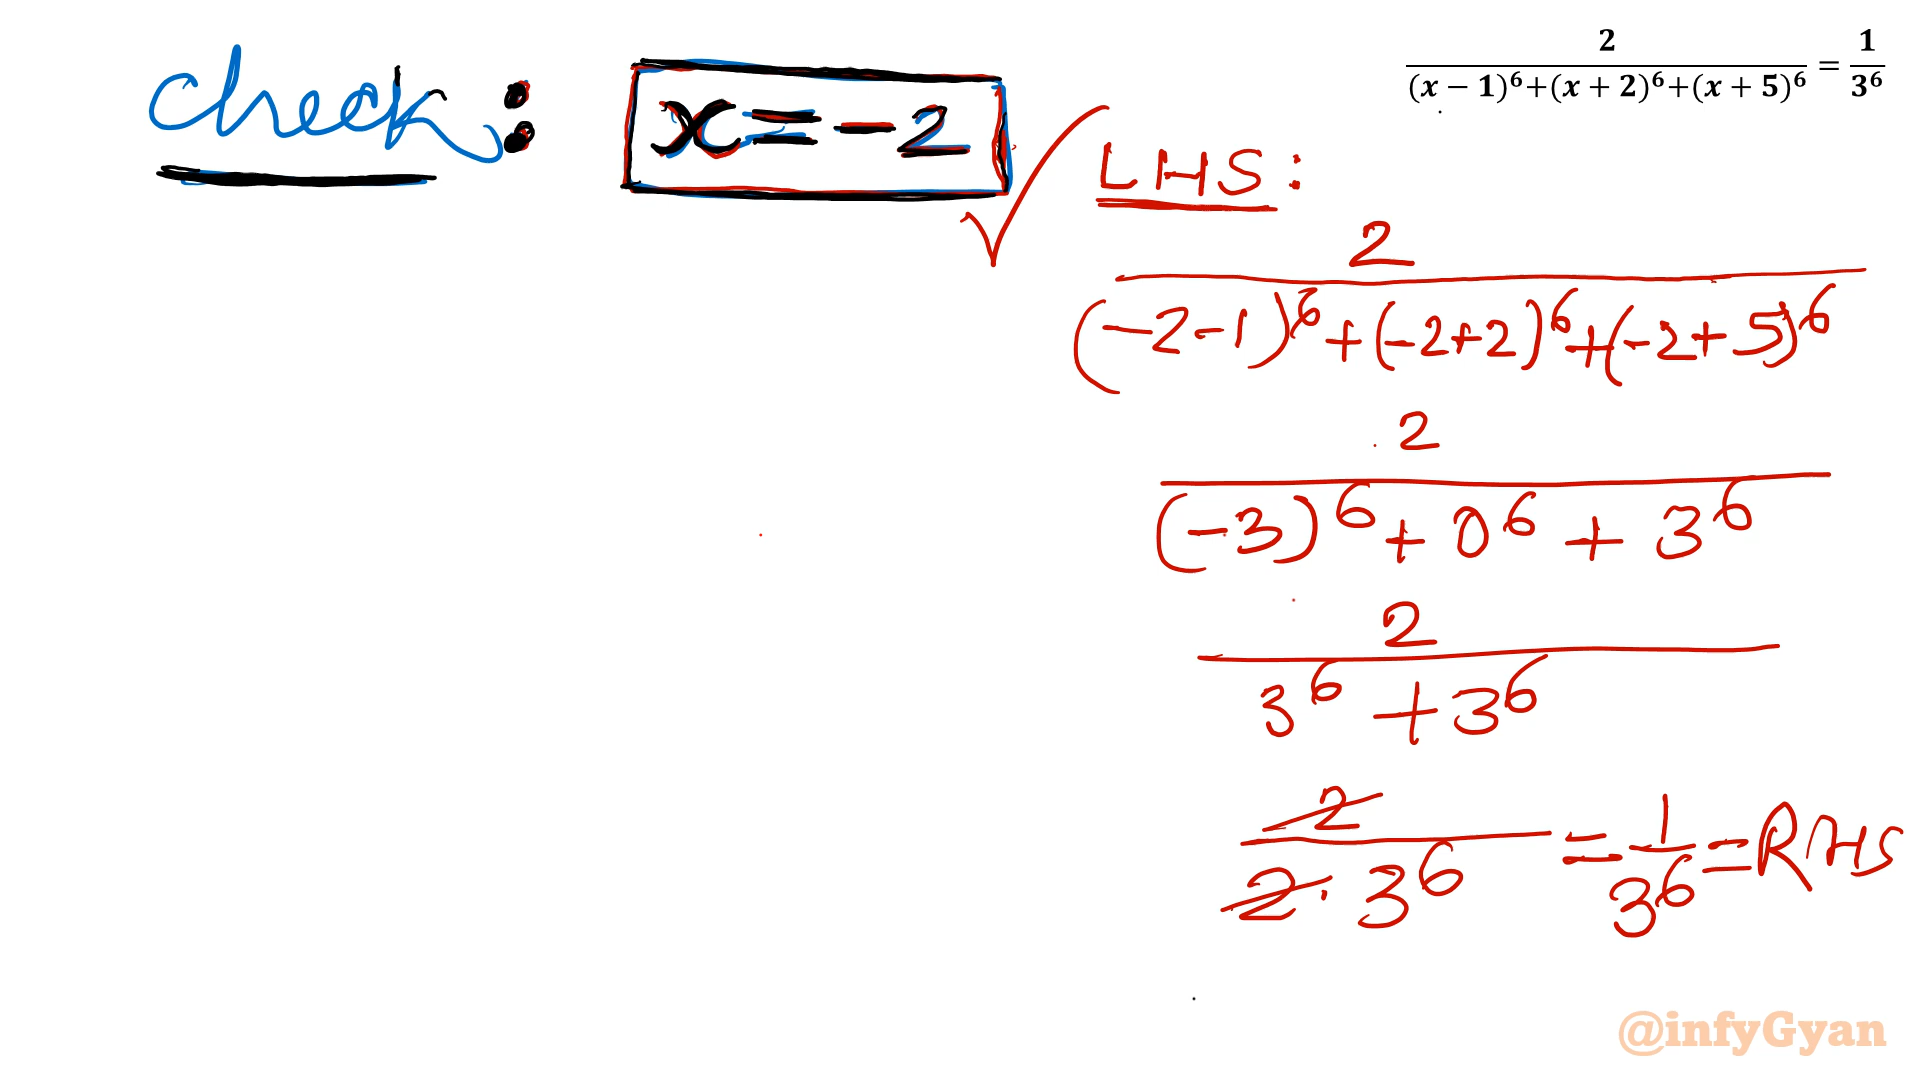 check:
x = -2
2/((x − 1)⁶+(x + 2)⁶+(x + 5)⁶) = 1/3⁶
LHS:
2/((-2-1)⁶+(-2+2)⁶+(-2+5)⁶)
2/((-3)⁶ + 0⁶ + 3⁶)
2/(3⁶ + 3⁶)
2/(2·3⁶) = 1/3⁶ = RHS
@infyGyan